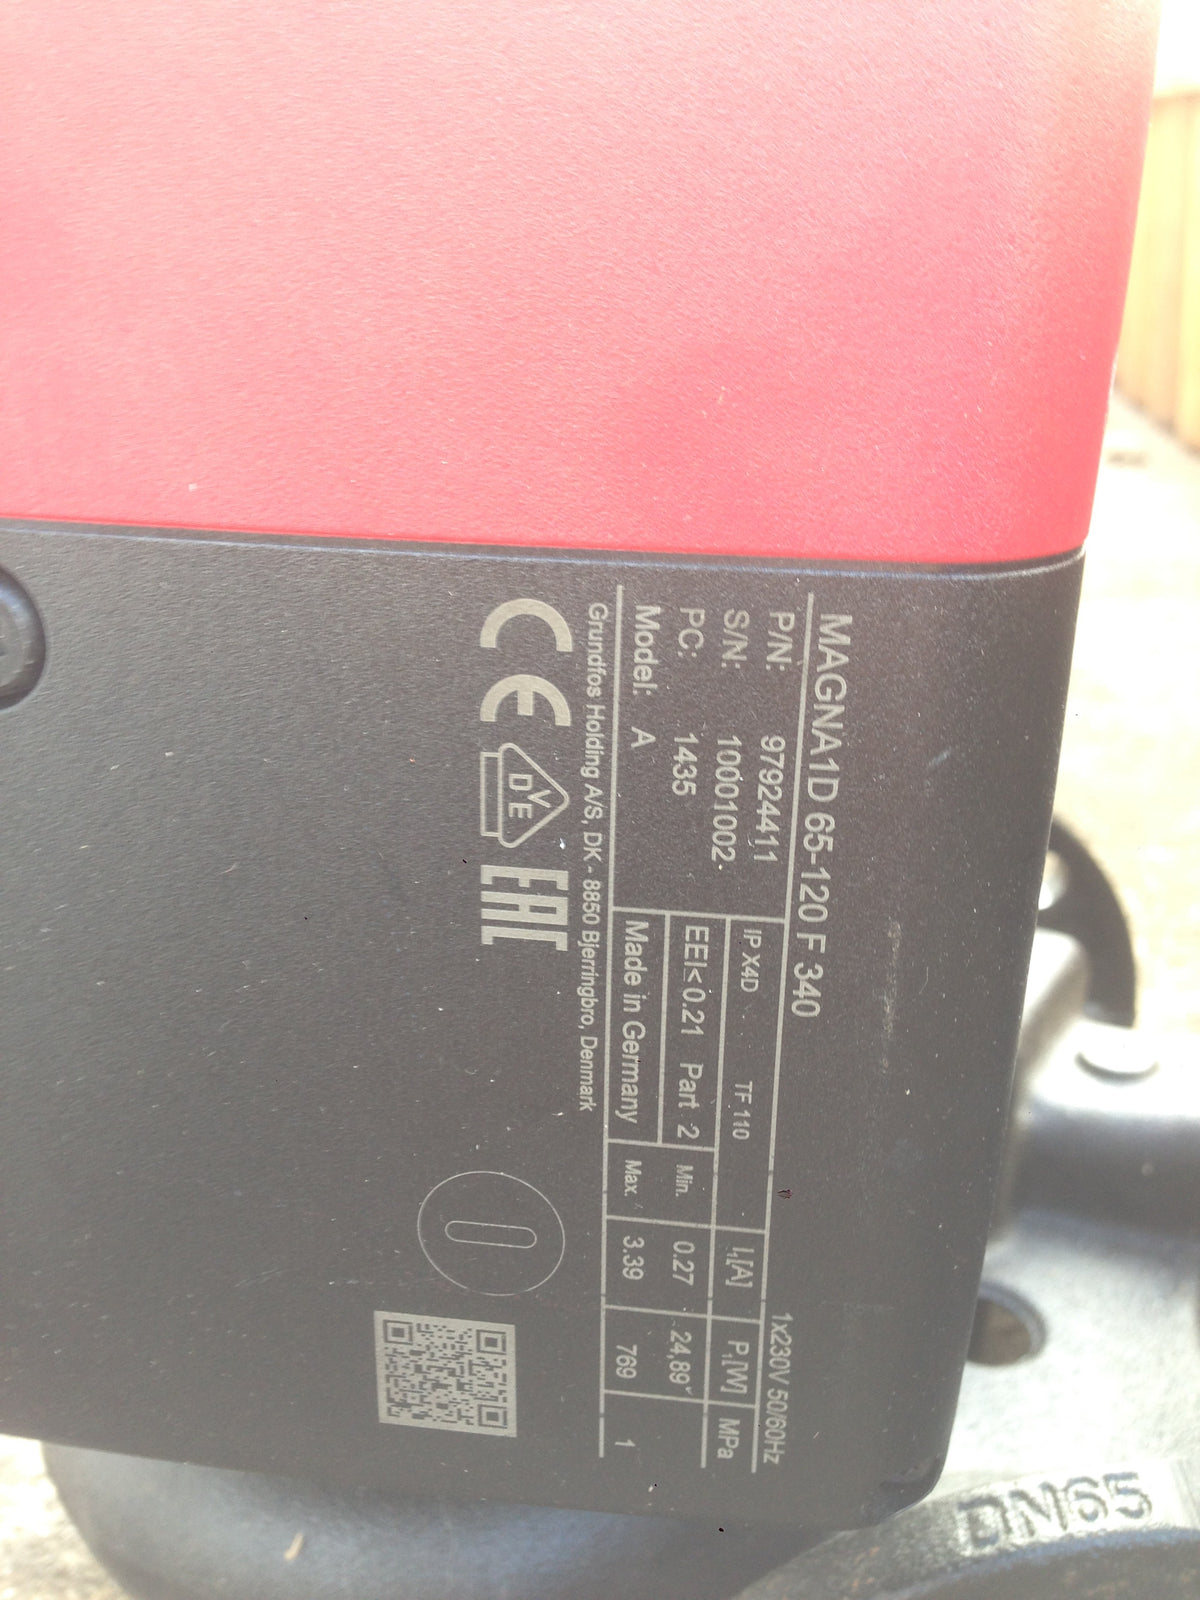 MAGNA1D 65-120 F 340
1x230V 50/60Hz
P/N: 97924411
S/N: 10001002
PC: 1435
Model: A
IP X4D TF 110
I₁[A] P₁[W] MPa
EEI≤0.21 Part 2
Min. 0.27 24,89
Made in Germany
Max. 3.39 769 1
Grundfos Holding A/S, DK - 8850 Bjerringbro, Denmark
CE
DVE
EAC
DN65